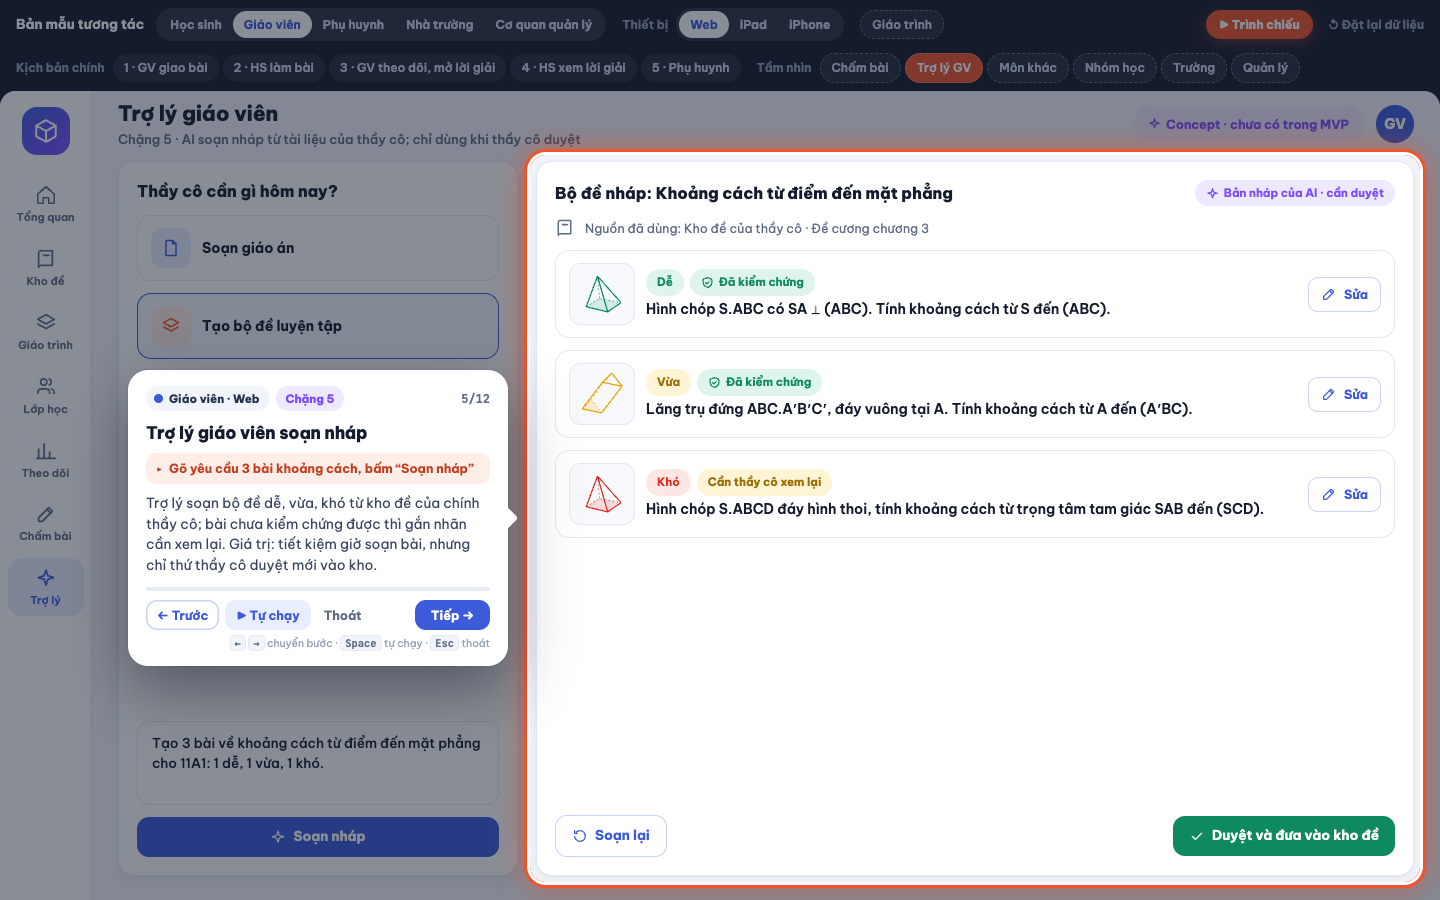 Bản mẫu tương tác
Học sinh
Giáo viên
Phụ huynh
Nhà trường
Cơ quan quản lý
Thiết bị
Web
iPad
iPhone
Giáo trình
▶ Trình chiếu
↺ Đặt lại dữ liệu
Kịch bản chính
1 · GV giao bài
2 · HS làm bài
3 · GV theo dõi, mở lời giải
4 · HS xem lời giải
5 · Phụ huynh
Tầm nhìn
Chấm bài
Trợ lý GV
Môn khác
Nhóm học
Trường
Quản lý
Trợ lý giáo viên
Chặng 5 · AI soạn nháp từ tài liệu của thầy cô; chỉ dùng khi thầy cô duyệt
Concept · chưa có trong MVP
GV
Tổng quan
Kho đề
Giáo trình
Lớp học
Theo dõi
Chấm bài
Trợ lý
Thầy cô cần gì hôm nay?
Soạn giáo án
Tạo bộ đề luyện tập
Giáo viên · Web
Chặng 5
5/12
Trợ lý giáo viên soạn nháp
▸ Gõ yêu cầu 3 bài khoảng cách, bấm “Soạn nháp”
Trợ lý soạn bộ đề dễ, vừa, khó từ kho đề của chính
thầy cô; bài chưa kiểm chứng được thì gắn nhãn
cần xem lại. Giá trị: tiết kiệm giờ soạn bài, nhưng
chỉ thứ thầy cô duyệt mới vào kho.
← Trước
▶ Tự chạy
Thoát
Tiếp →
← → chuyển bước · Space tự chạy · Esc thoát
Tạo 3 bài về khoảng cách từ điểm đến mặt phẳng
cho 11A1: 1 dễ, 1 vừa, 1 khó.
Soạn nháp
Bộ đề nháp: Khoảng cách từ điểm đến mặt phẳng
Bản nháp của AI · cần duyệt
Nguồn đã dùng: Kho đề của thầy cô · Đề cương chương 3
Dễ
Đã kiểm chứng
Hình chóp S.ABC có SA ⊥ (ABC). Tính khoảng cách từ S đến (ABC).
Sửa
Vừa
Đã kiểm chứng
Lăng trụ đứng ABC.A′B′C′, đáy vuông tại A. Tính khoảng cách từ A đến (A′BC).
Sửa
Khó
Cần thầy cô xem lại
Hình chóp S.ABCD đáy hình thoi, tính khoảng cách từ trọng tâm tam giác SAB đến (SCD).
Sửa
Soạn lại
Duyệt và đưa vào kho đề